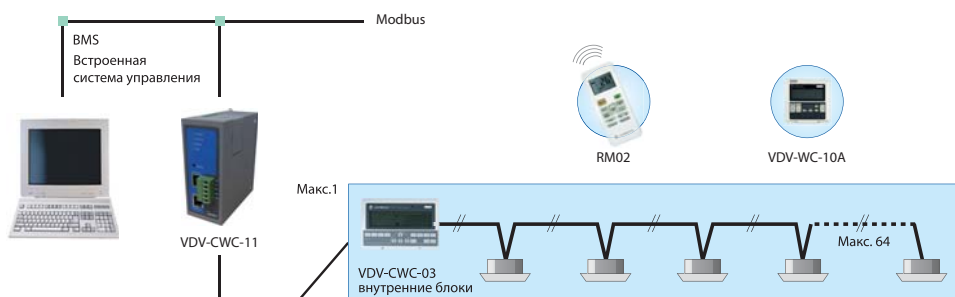 Modbus
BMS
Встроенная
система управления
RM02
VDV-WC-10A
Макс.1
VDV-CWC-11
Макс. 64
VDV-CWC-03
внутренние блоки